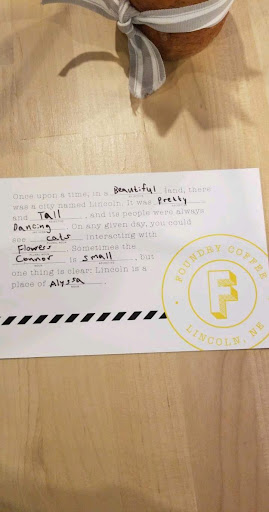 Once upon a time, in a Beautiful land, there
was a city named Lincoln. It was Pretty
and Tall, and its people were always
Dancing. On any given day, you could
see cats interacting with
Flowers. Sometimes the
Connor is small, but
one thing is clear: Lincoln is a
place of Alyssa.
FOUNDRY COFFEE
F
LINCOLN, NE